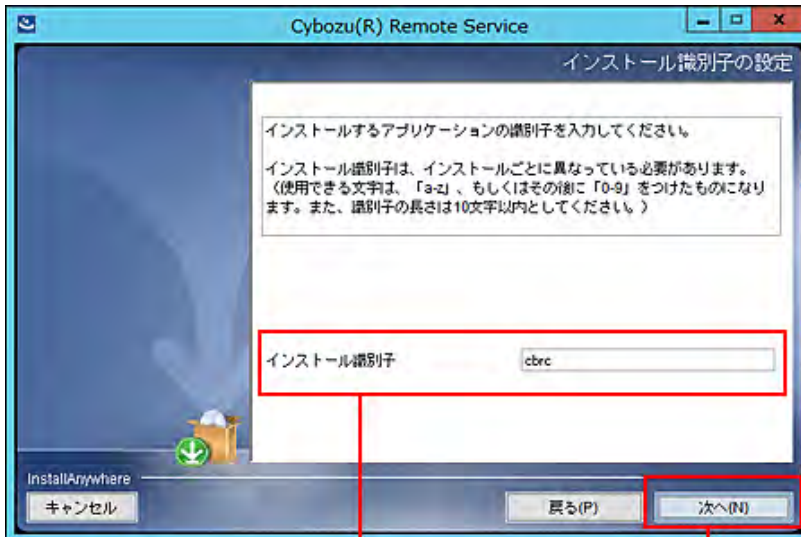 Cybozu(R) Remote Service
インストール識別子の設定
インストールするアプリケーションの識別子を入力してください。
インストール識別子は、インストールごとに異なっている必要があります。
（使用できる文字は、「a-z」、もしくはその後に「0-9」をつけたものになり
ます。また、識別子の長さは10文字以内としてください。）
インストール識別子 cbrc
InstallAnywhere
キャンセル 戻る(P) 次へ(N)